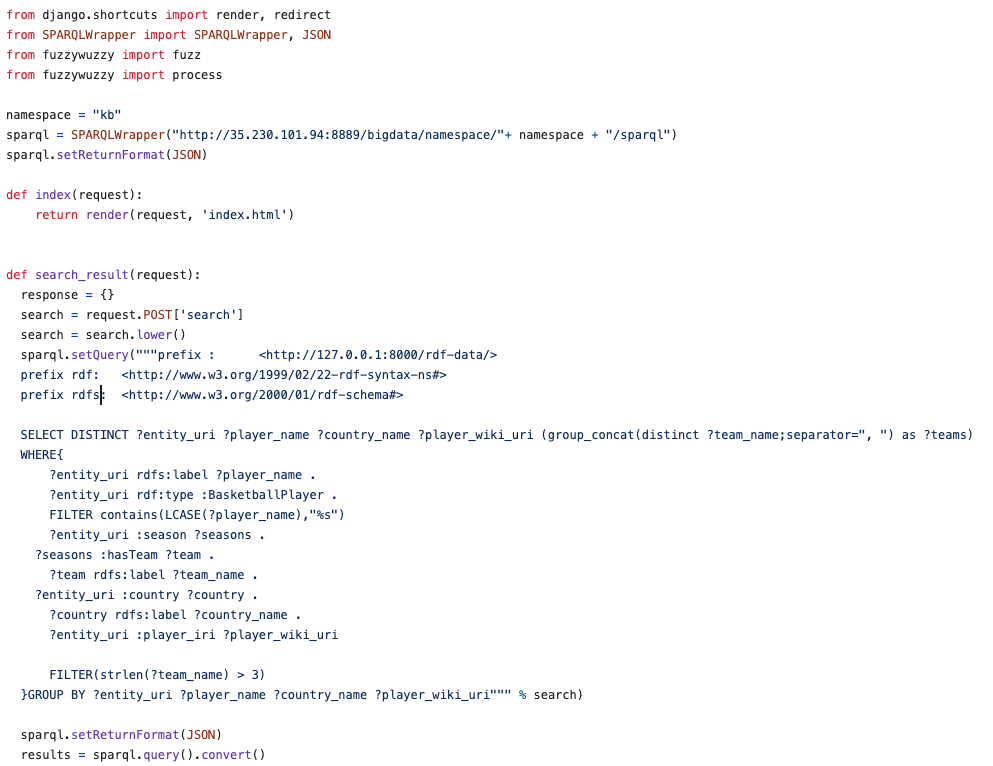 from django.shortcuts import render, redirect
from SPARQLWrapper import SPARQLWrapper, JSON
from fuzzywuzzy import fuzz
from fuzzywuzzy import process

namespace = "kb"
sparql = SPARQLWrapper("http://35.230.101.94:8889/bigdata/namespace/"+ namespace + "/sparql")
sparql.setReturnFormat(JSON)

def index(request):
    return render(request, 'index.html')


def search_result(request):
  response = {}
  search = request.POST['search']
  search = search.lower()
  sparql.setQuery("""prefix :      <http://127.0.0.1:8000/rdf-data/>
  prefix rdf:   <http://www.w3.org/1999/02/22-rdf-syntax-ns#>
  prefix rdfs:  <http://www.w3.org/2000/01/rdf-schema#>

  SELECT DISTINCT ?entity_uri ?player_name ?country_name ?player_wiki_uri (group_concat(distinct ?team_name;separator=", ") as ?teams)
  WHERE{
      ?entity_uri rdfs:label ?player_name .
      ?entity_uri rdf:type :BasketballPlayer .
      FILTER contains(LCASE(?player_name),"%s")
      ?entity_uri :season ?seasons .
    ?seasons :hasTeam ?team .
      ?team rdfs:label ?team_name .
    ?entity_uri :country ?country .
      ?country rdfs:label ?country_name .
      ?entity_uri :player_iri ?player_wiki_uri

      FILTER(strlen(?team_name) > 3)
  }GROUP BY ?entity_uri ?player_name ?country_name ?player_wiki_uri""" % search)

  sparql.setReturnFormat(JSON)
  results = sparql.query().convert()